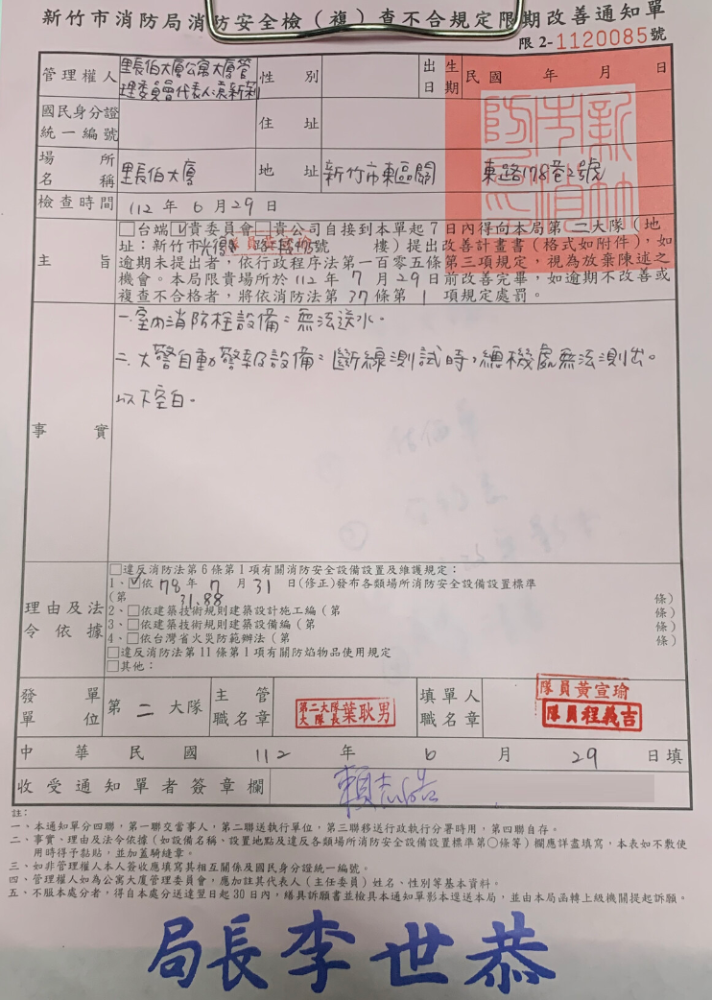 新竹市消防局消防安全檢（複）查不合規定限期改善通知單
限2-1120085號
管理權人 里長伯大廈公寓大廈管理委員會代表人: 性別 出生日期 民國 年 月 日
國民身分證統一編號 住址
場所名稱 里長伯大廈 地址 新竹市東區關東路178巷2號
檢查時間 112年6月29日
主旨
□台端☑貴委員會□貴公司自接到本單起7日內得向本局第二大隊（地
址：新竹市光復 路 號 樓）提出改善計畫書（格式如附件），如
逾期未提出者，依行政程序法第一百零五條第三項規定，視為放棄陳述之
機會。本局限貴場所於112年7月29日前改善完畢，如逾期不改善或
複查不合格者，將依消防法第37條第1項規定處罰。
事實
一.室內消防栓設備：無法送水。
二.火警自動警報設備：斷線測試時，總機處無法測出。
以下空白。
理由及法令依據
□違反消防法第6條第1項有關消防安全設備設置及維護規定：
1、☑依78年7月31日(修正)發布各類場所消防安全設備設置標準
（第 31.88 條）
2、□依建築技術規則建築設計施工編（第 條）
3、□依建築技術規則建築設備編（第 條）
4、□依台灣省火災防範辦法（第 條）
□違反消防法第11條第1項有關防焰物品使用規定
□其他：
發單單位 第二大隊 主管職名章 第二大隊大隊長葉耿男 填單人職名章 隊員黃宣瑜 隊員程義吉
中華民國112年6月29日填
收受通知單者簽章欄 賴志浩
註：
一、本通知單分四聯，第一聯交當事人，第二聯送執行單位，第三聯移送行政執行分署時用，第四聯自存。
二、事實、理由及法令依據（如設備名稱、設置地點及違反各類場所消防安全設備設置標準第○條等）欄應詳盡填寫，本表如不敷使
用時得予黏貼，並加蓋騎縫章。
三、如非管理權人本人簽收應填寫其相互關係及國民身分證統一編號。
四、管理權人如為公寓大廈管理委員會，應加註其代表人（主任委員）姓名、性別等基本資料。
五、不服本處分者，得自本處分送達翌日起30日內，繕具訴願書並檢具本通知單影本逕送本局，並由本局函轉上級機關提起訴願。
局長李世恭